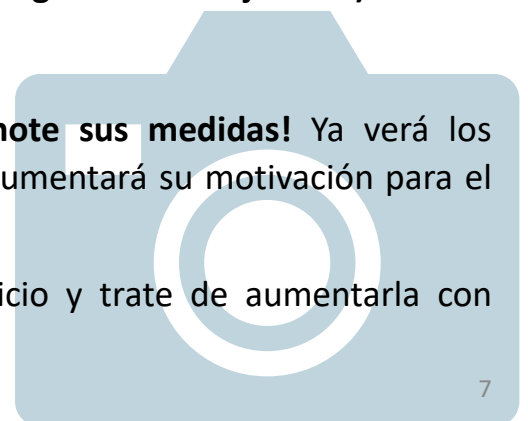 note sus medidas! Ya verá los
umentará su motivación para el
icio y trate de aumentarla con
7